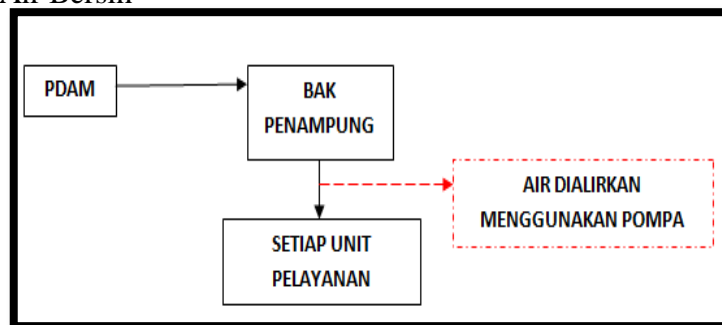 Air Bersih
PDAM
BAK
PENAMPUNG
AIR DIALIRKAN
MENGGUNAKAN POMPA
SETIAP UNIT
PELAYANAN